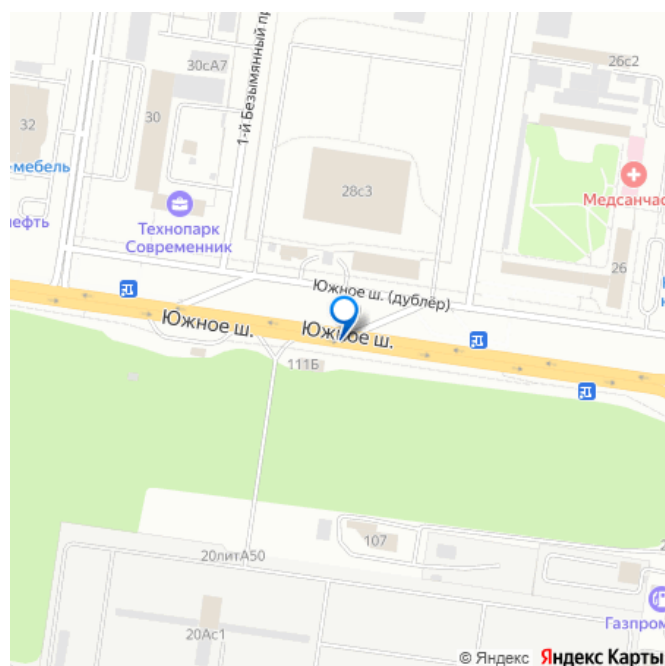 30сА7
26с2
1-й Безымянный пр
30
32
-мебель
28с3
Медсанчас
Технопарк
Современник
нефть
26
Южное ш. (дублёр)
Южное ш.
Южное ш.
111Б
107
20литА50
20Ас1
Газпром
© Яндекс Яндекс Карты